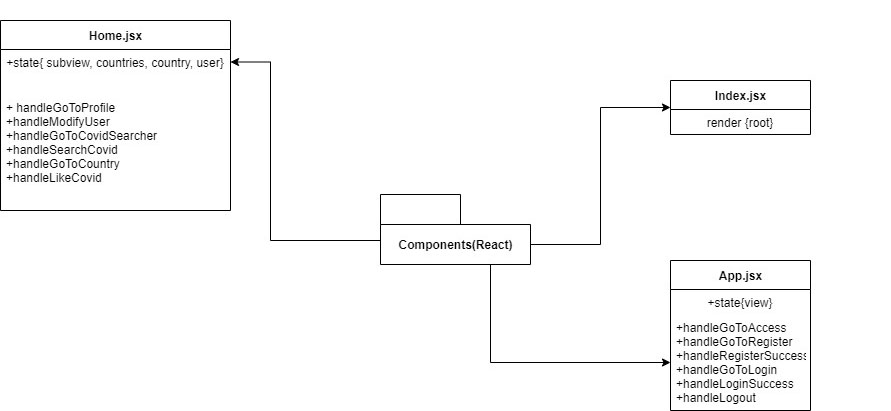 Home.jsx
+state{ subview, countries, country, user}
+ handleGoToProfile
+handleModifyUser
+handleGoToCovidSearcher
+handleSearchCovid
+handleGoToCountry
+handleLikeCovid
Index.jsx
render {root}
Components(React)
App.jsx
+state{view}
+handleGoToAccess
+handleGoToRegister
+handleRegisterSuccess
+handleGoToLogin
+handleLoginSuccess
+handleLogout